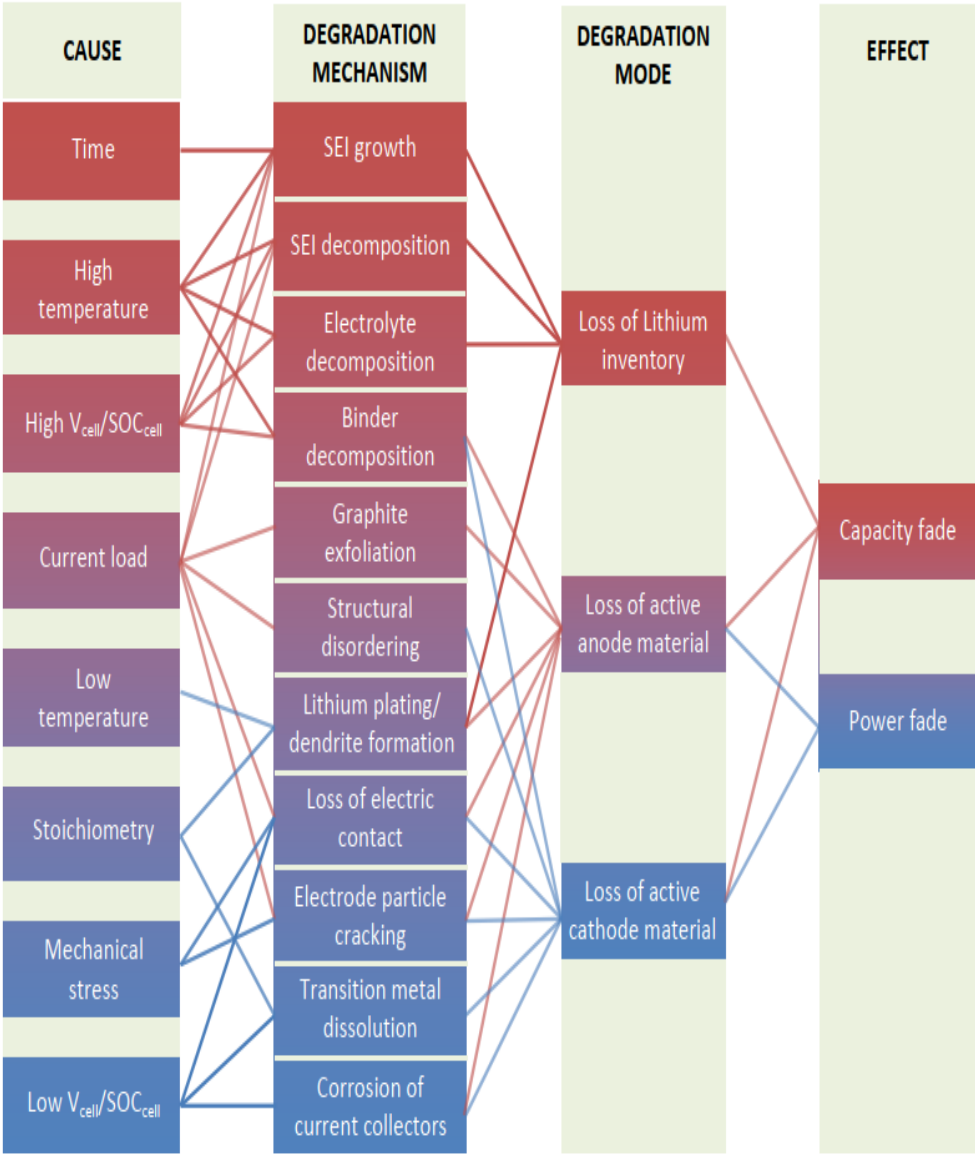 CAUSE
DEGRADATION
MECHANISM
DEGRADATION
MODE
EFFECT
Time
High
temperature
High Vcell/SOCcell
Current load
Low
temperature
Stoichiometry
Mechanical
stress
Low Vcell/SOCcell
SEI growth
SEI decomposition
Electrolyte
decomposition
Binder
decomposition
Graphite
exfoliation
Structural
disordering
Lithium plating/
dendrite formation
Loss of electric
contact
Electrode particle
cracking
Transition metal
dissolution
Corrosion of
current collectors
Loss of Lithium
inventory
Loss of active
anode material
Loss of active
cathode material
Capacity fade
Power fade